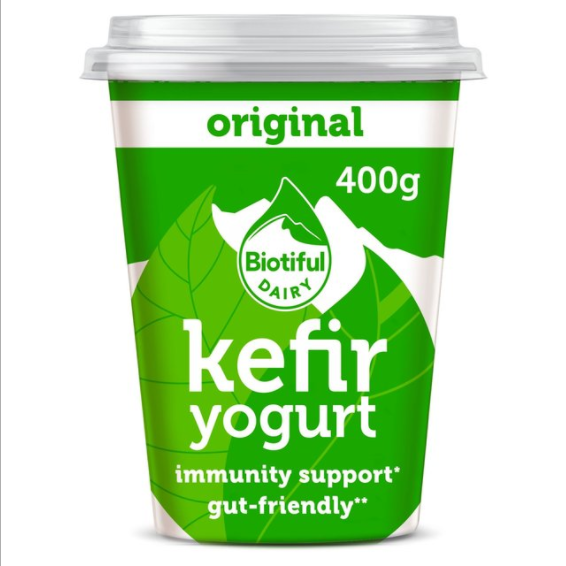 original
400g
Biotiful
DAIRY
kefir
yogurt
immunity support*
gut-friendly**